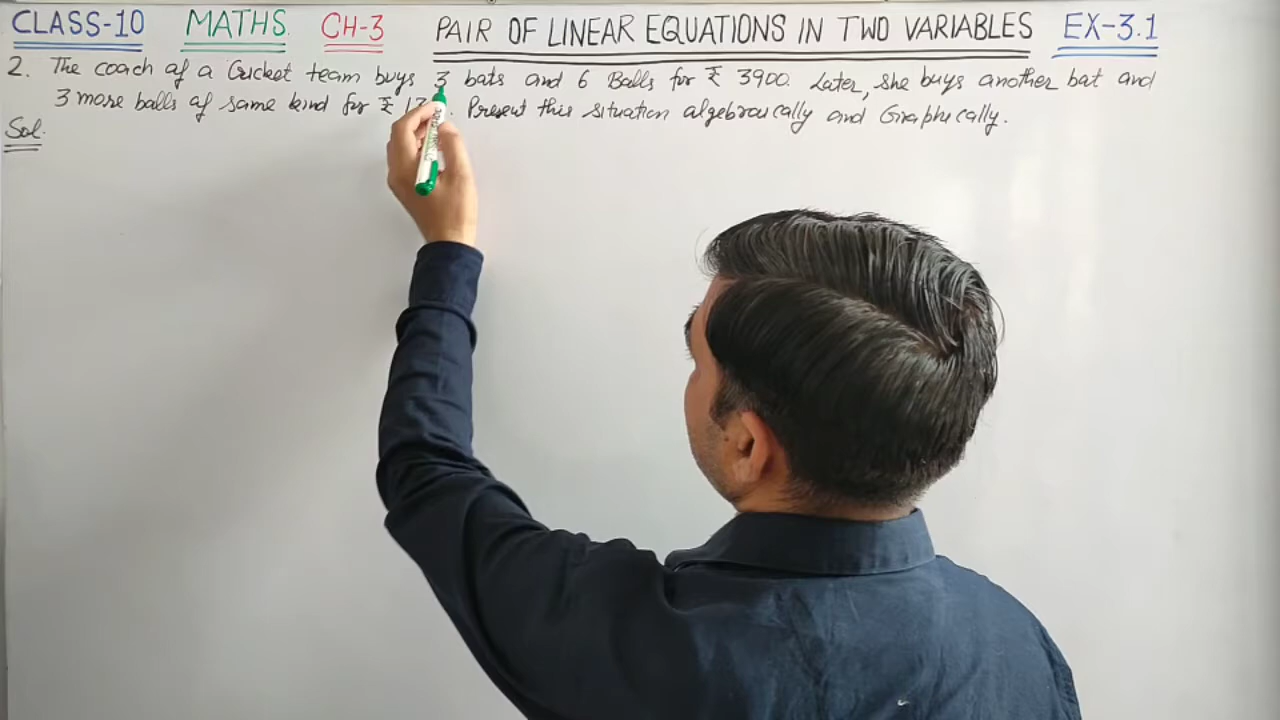 CLASS-10 MATHS CH-3 PAIR OF LINEAR EQUATIONS IN TWO VARIABLES EX-3.1
2. The coach of a Cricket team buys 3 bats and 6 Balls for ₹ 3900. Later, she buys another bat and
3 more balls of same kind for ₹ Present this situation algebraically and Graphically.
Sol.